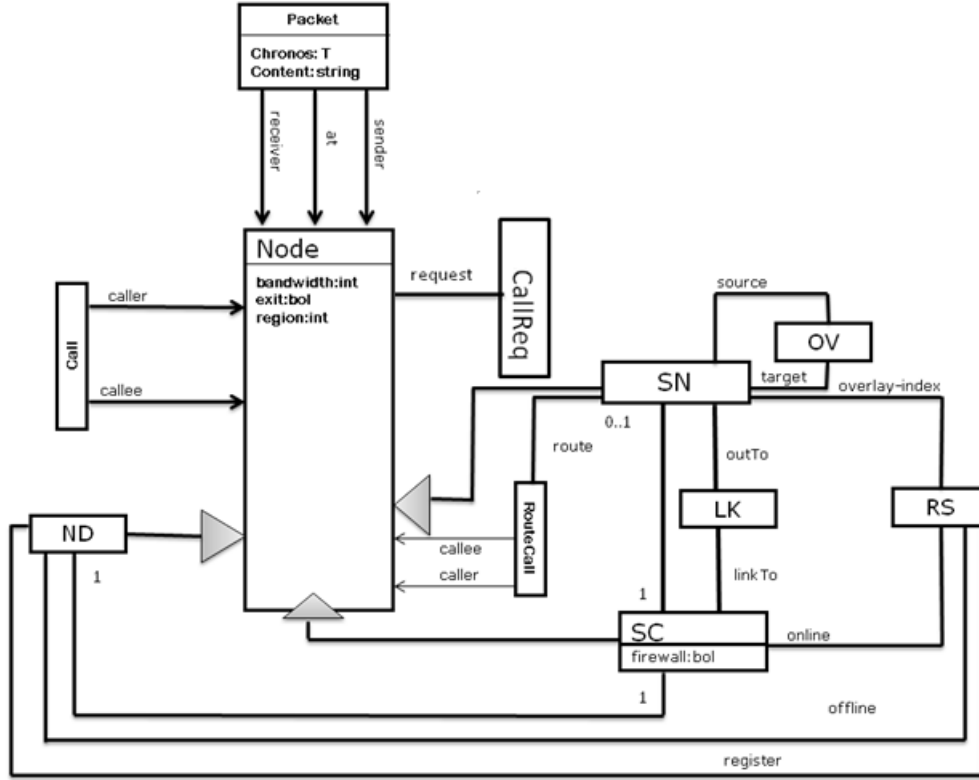 Packet
Chronos: T
Content:string
receiver
at
sender
Node
bandwidth:int
exit:bol
region:int
request
CallReq
caller
Call
callee
source
OV
SN
target
overlay-index
0..1
route
outTo
LK
RS
RouteCall
ND
callee
caller
linkTo
1
1
SC
online
firewall:bol
1
offline
register